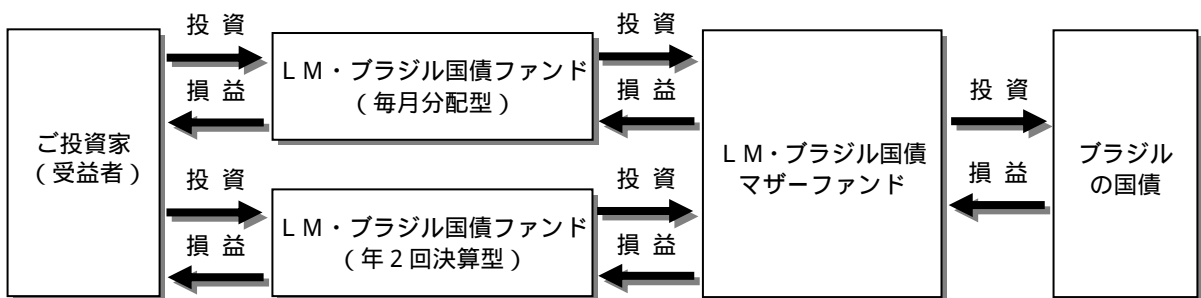 投 資
投 資
ＬＭ・ブラジル国債ファンド
（毎月分配型）
損 益
損 益
投 資
ご投資家
（受益者）
ＬＭ・ブラジル国債
マザーファンド
ブラジル
の国債
損 益
投 資
投 資
ＬＭ・ブラジル国債ファンド
（年２回決算型）
損 益
損 益